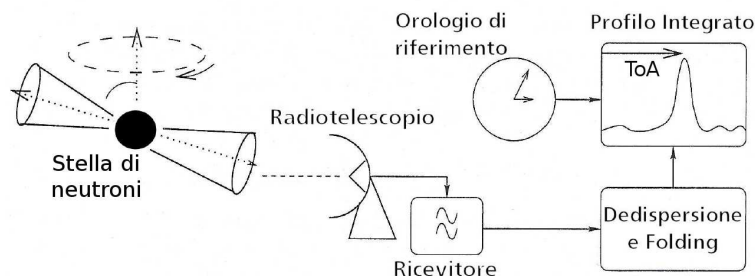 Orologio di
riferimento
Profilo Integrato
ToA
Radiotelescopio
Stella di
neutroni
Ricevitore
Dedispersione
e Folding